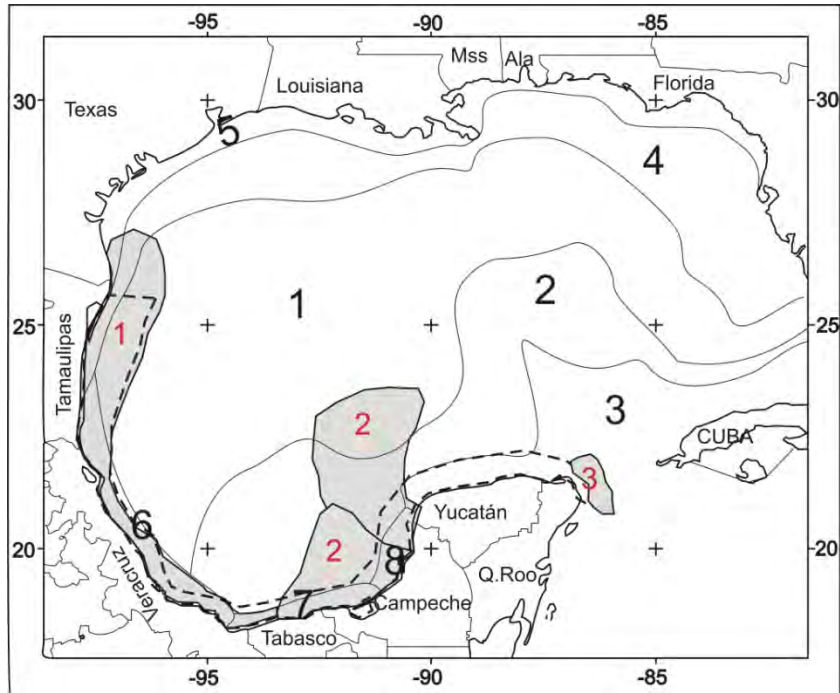 -95 -90 -85
Mss Ala
Louisiana Florida
30 30
Texas
5
4
1 2
25 25
1
Tamaulipas
3
2
CUBA
3
Yucatán
6
20 2 8 20
Q.Roo
Veracruz
7 Campeche
Tabasco
-95 -90 -85